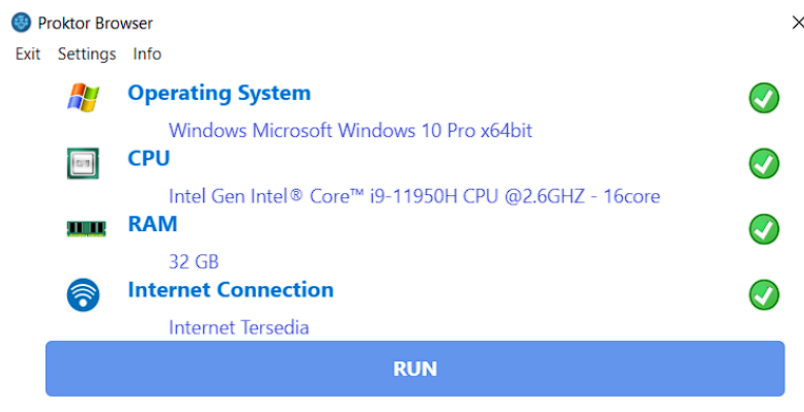 Proktor Browser
Exit Settings Info
Operating System
Windows Microsoft Windows 10 Pro x64bit
CPU
Intel Gen Intel® Core™ i9-11950H CPU @2.6GHZ - 16core
RAM
32 GB
Internet Connection
Internet Tersedia
RUN